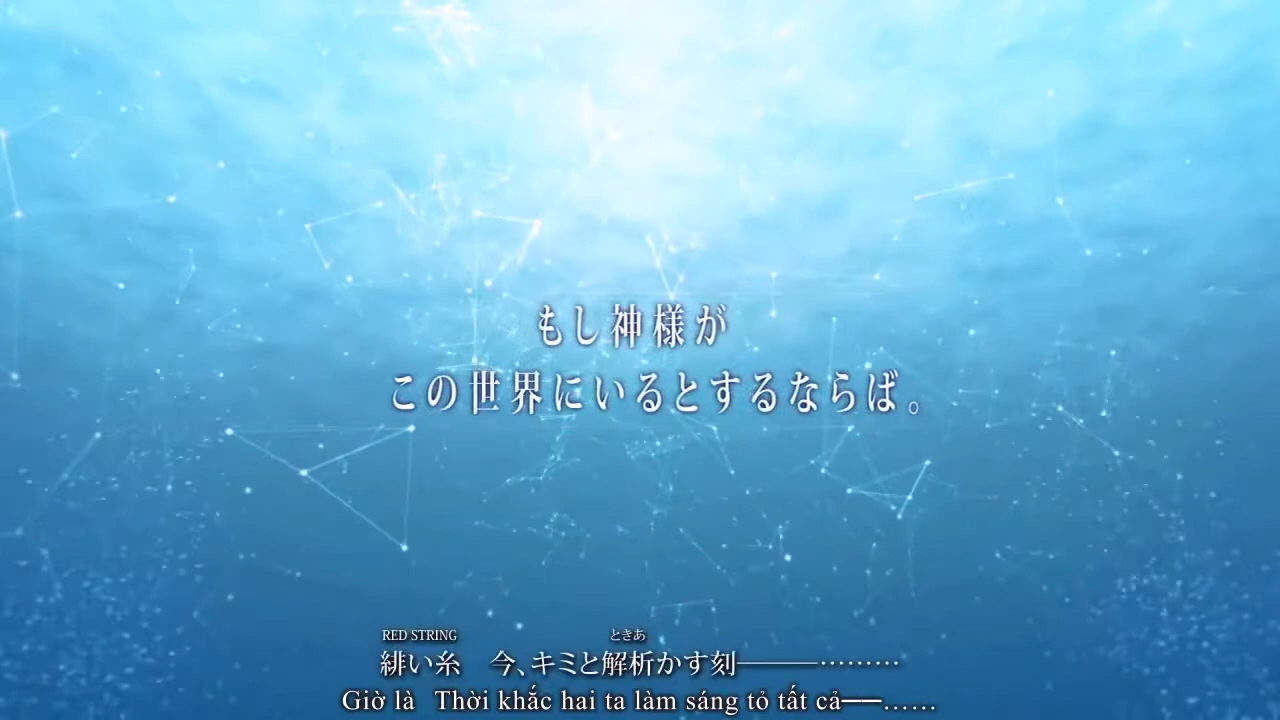 もし神様が
この世界にいるとするならば。
RED STRING ときあ
緋い糸　今、キミと解析かす刻───………
Giờ là Thời khắc hai ta làm sáng tỏ tất cả──……